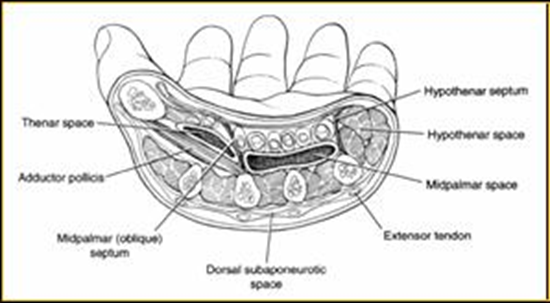 Hypothenar septum
Thenar space
Hypothenar space
Adductor pollicis
Midpalmar space
Midpalmar (oblique)
septum
Extensor tendon
Dorsal subaponeurotic
space